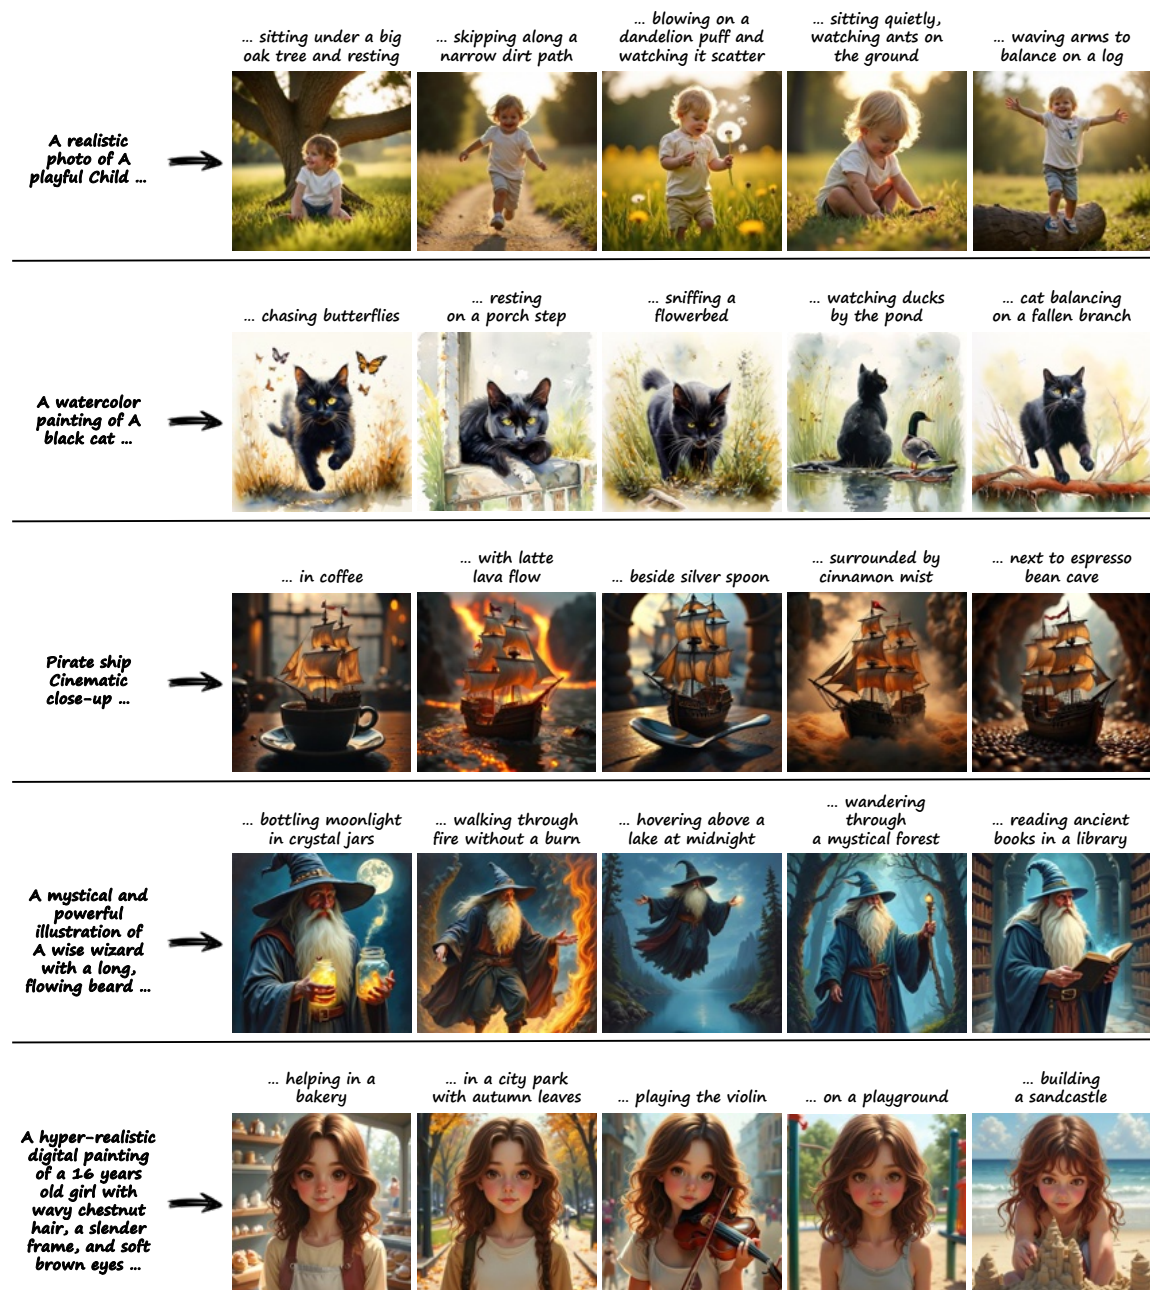 ... sitting under a big
oak tree and resting
... skipping along a
narrow dirt path
... blowing on a
dandelion puff and
watching it scatter
... sitting quietly,
watching ants on
the ground
... waving arms to
balance on a log
A realistic
photo of A
playful Child ...
... chasing butterflies
... resting
on a porch step
... sniffing a
flowerbed
... watching ducks
by the pond
... cat balancing
on a fallen branch
A watercolor
painting of A
black cat ...
... in coffee
... with latte
lava flow
... beside silver spoon
... surrounded by
cinnamon mist
... next to espresso
bean cave
Pirate ship
Cinematic
close-up ...
... bottling moonlight
in crystal jars
... walking through
fire without a burn
... hovering above a
lake at midnight
... wandering
through
a mystical forest
... reading ancient
books in a library
A mystical and
powerful
illustration of
A wise wizard
with a long,
flowing beard ...
... helping in a
bakery
... in a city park
with autumn leaves
... playing the violin
... on a playground
... building
a sandcastle
A hyper-realistic
digital painting
of a 16 years
old girl with
wavy chestnut
hair, a slender
frame, and soft
brown eyes ...